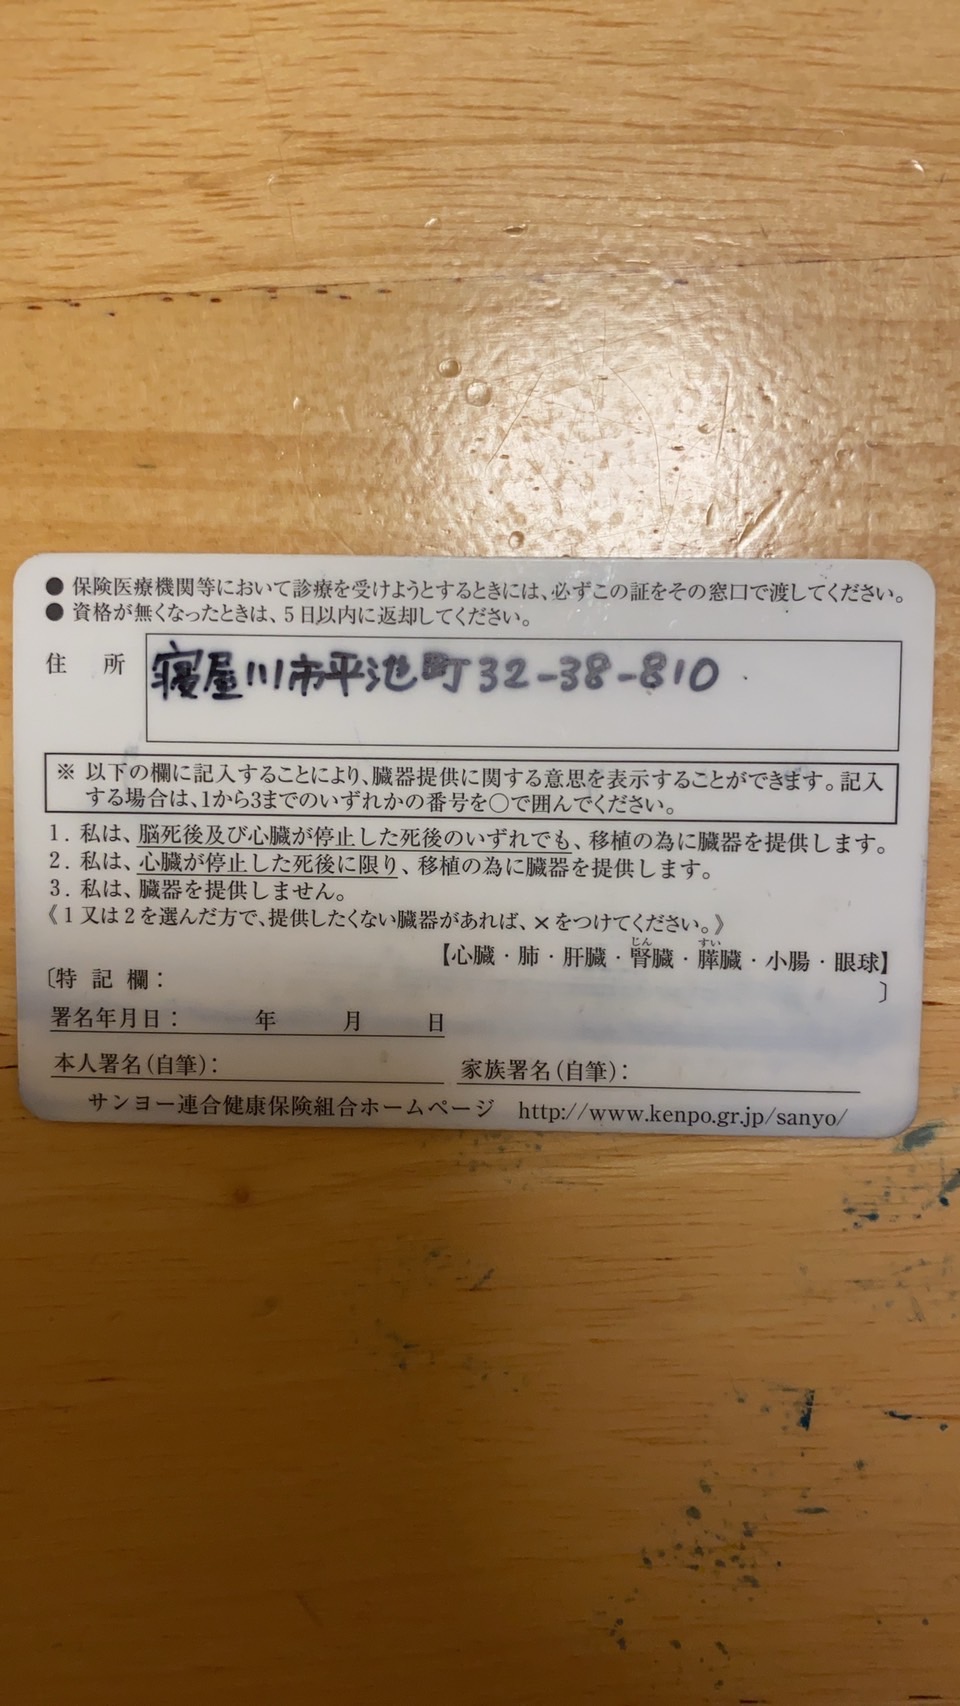 ● 保険医療機関等において診療を受けようとするときには、必ずこの証をその窓口で渡してください。
● 資格が無くなったときは、5日以内に返却してください。
住 所 寝屋川市平池町32-38-810
※ 以下の欄に記入することにより、臓器提供に関する意思を表示することができます。記入
する場合は、1から3までのいずれかの番号を○で囲んでください。
1. 私は、脳死後及び心臓が停止した死後のいずれでも、移植の為に臓器を提供します。
2. 私は、心臓が停止した死後に限り、移植の為に臓器を提供します。
3. 私は、臓器を提供しません。
《1又は2を選んだ方で、提供したくない臓器があれば、×をつけてください。》
じん すい
【心臓・肺・肝臓・腎臓・膵臓・小腸・眼球】
〔特 記 欄： 〕
署名年月日： 年 月 日
本人署名(自筆)： 家族署名(自筆)：
サンヨー連合健康保険組合ホームページ http://www.kenpo.gr.jp/sanyo/